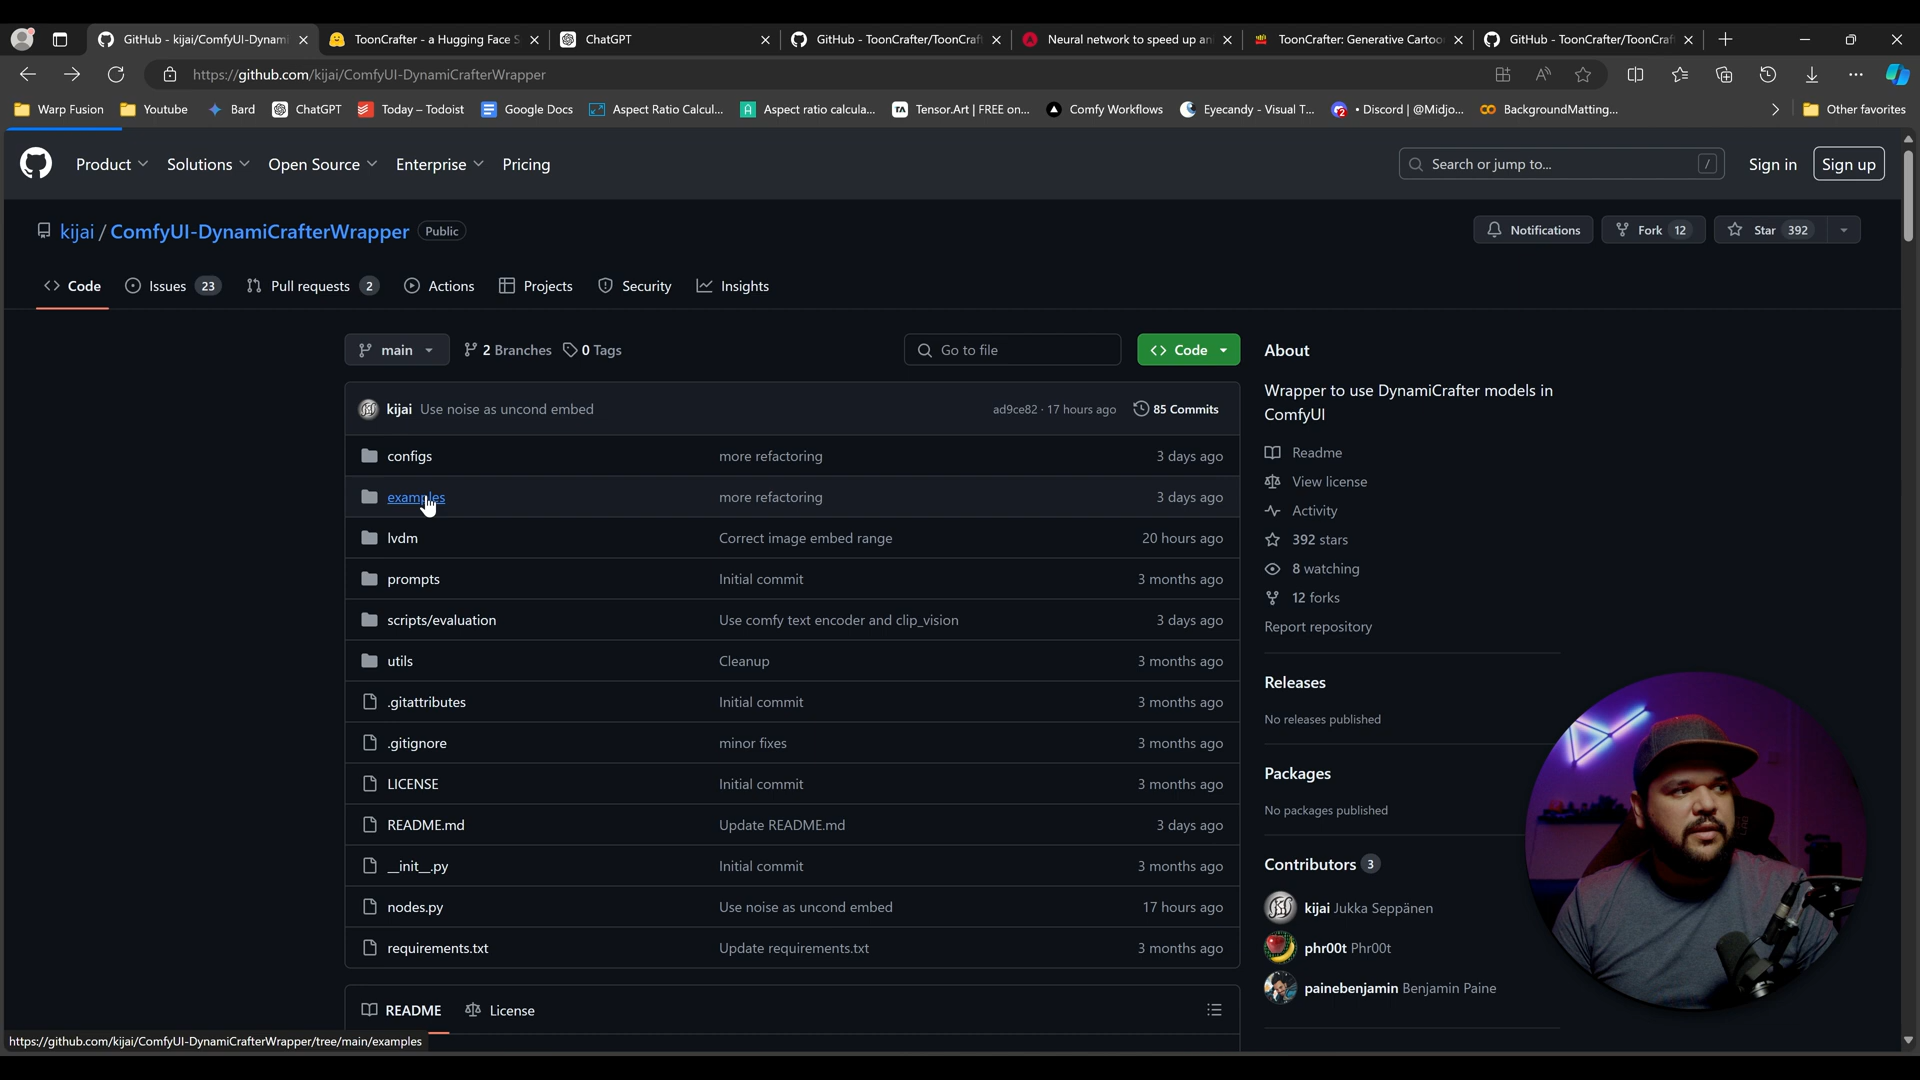 GitHub - kijai/ComfyUI-Dynami
ToonCrafter - a Hugging Face S
ChatGPT
GitHub - ToonCrafter/ToonCraf
Neural network to speed up an
ToonCrafter: Generative Cartoo
GitHub - ToonCrafter/ToonCraf
https://github.com/kijai/ComfyUI-DynamiCrafterWrapper
Warp Fusion
Youtube
Bard
ChatGPT
Today – Todoist
Google Docs
Aspect Ratio Calcul...
Aspect ratio calcula...
Tensor.Art | FREE on...
Comfy Workflows
Eyecandy - Visual T...
• Discord | @Midjo...
BackgroundMatting...
Other favorites
Product
Solutions
Open Source
Enterprise
Pricing
Search or jump to...
/
Sign in
Sign up
kijai / ComfyUI-DynamiCrafterWrapper
Public
Notifications
Fork 12
Star 392
Code
Issues 23
Pull requests 2
Actions
Projects
Security
Insights
main
2 Branches
0 Tags
Go to file
Code
kijai Use noise as uncond embed
ad9ce82 · 17 hours ago
85 Commits
configs more refactoring 3 days ago
examples more refactoring 3 days ago
lvdm Correct image embed range 20 hours ago
prompts Initial commit 3 months ago
scripts/evaluation Use comfy text encoder and clip_vision 3 days ago
utils Cleanup 3 months ago
.gitattributes Initial commit 3 months ago
.gitignore minor fixes 3 months ago
LICENSE Initial commit 3 months ago
README.md Update README.md 3 days ago
__init__.py Initial commit 3 months ago
nodes.py Use noise as uncond embed 17 hours ago
requirements.txt Update requirements.txt 3 months ago
README
License
About
Wrapper to use DynamiCrafter models in
ComfyUI
Readme
View license
Activity
392 stars
8 watching
12 forks
Report repository
Releases
No releases published
Packages
No packages published
Contributors 3
kijai Jukka Seppänen
phr00t Phr00t
painebenjamin Benjamin Paine
https://github.com/kijai/ComfyUI-DynamiCrafterWrapper/tree/main/examples